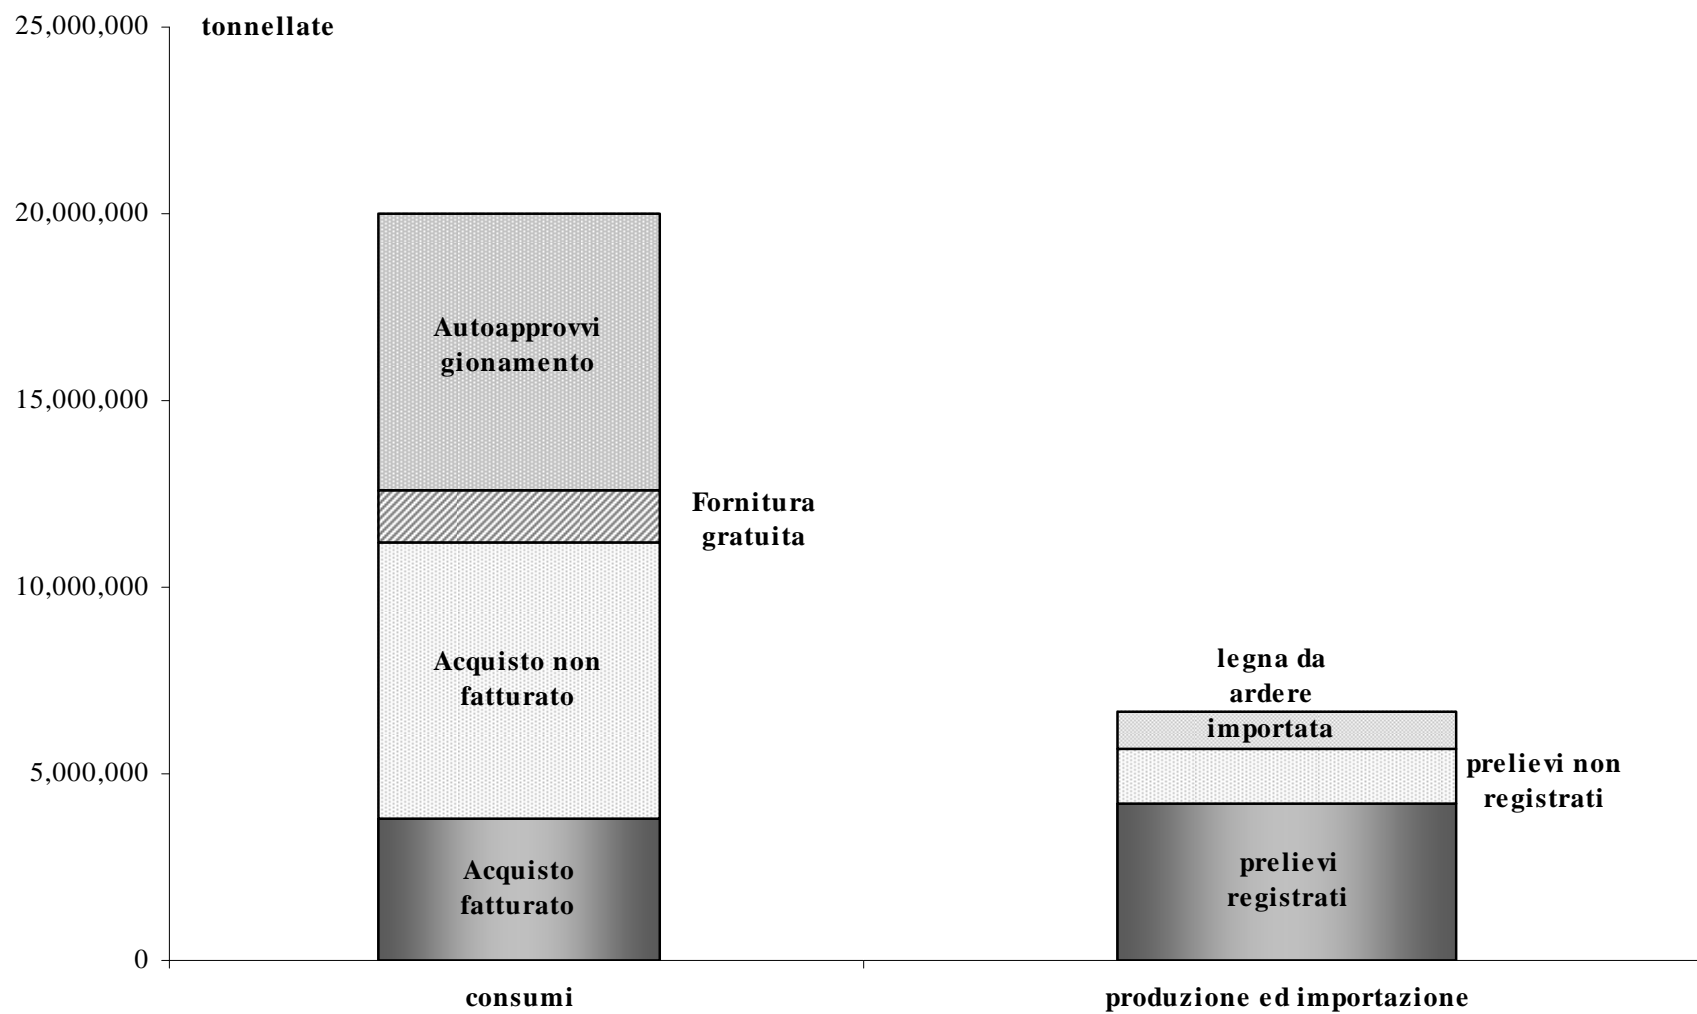 25,000,000
tonnellate
20,000,000
15,000,000
10,000,000
5,000,000
0
Autoapprovvi
gionamento
Fornitura
gratuita
Acquisto non
fatturato
Acquisto
fatturato
legna da
ardere
importata
prelievi non
registrati
prelievi
registrati
consumi
produzione ed importazione